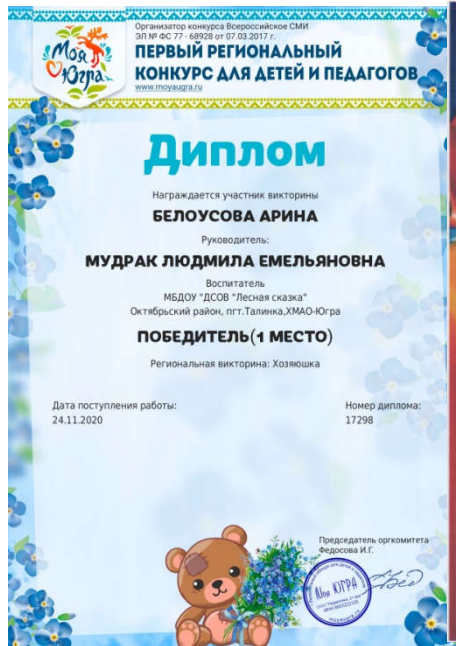 Моя
Югра
Организатор конкурса Всероссийское СМИ
ЭЛ № ФС 77 - 68928 от 07.03.2017 г.
ПЕРВЫЙ РЕГИОНАЛЬНЫЙ
КОНКУРС ДЛЯ ДЕТЕЙ И ПЕДАГОГОВ
www.moyaugra.ru
Диплом
Награждается участник викторины
БЕЛОУСОВА АРИНА
Руководитель:
МУДРАК ЛЮДМИЛА ЕМЕЛЬЯНОВНА
Воспитатель
МБДОУ "ДСОВ "Лесная сказка"
Октябрьский район, пгт.Талинка,ХМАО-Югра
ПОБЕДИТЕЛЬ(1 МЕСТО)
Региональная викторина: Хозяюшка
Дата поступления работы:
24.11.2020
Номер диплома:
17298
Председатель оргкомитета
Федосова И.Г.
Моя ЮГРА